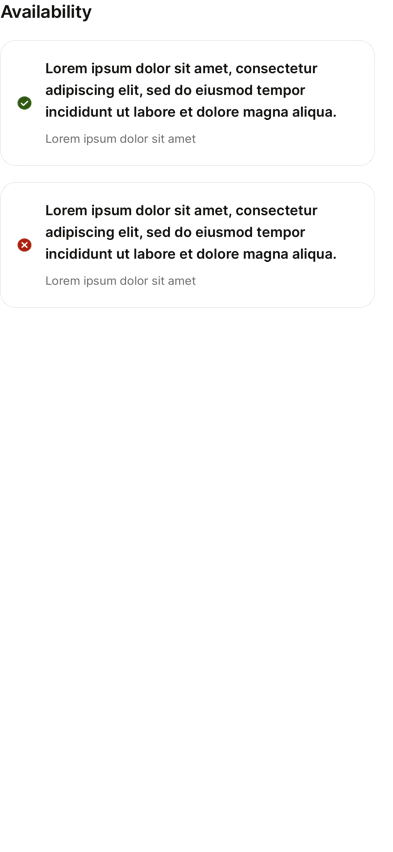 Availability
Lorem ipsum dolor sit amet, consectetur
adipiscing elit, sed do eiusmod tempor
incididunt ut labore et dolore magna aliqua.
Lorem ipsum dolor sit amet
Lorem ipsum dolor sit amet, consectetur
adipiscing elit, sed do eiusmod tempor
incididunt ut labore et dolore magna aliqua.
Lorem ipsum dolor sit amet